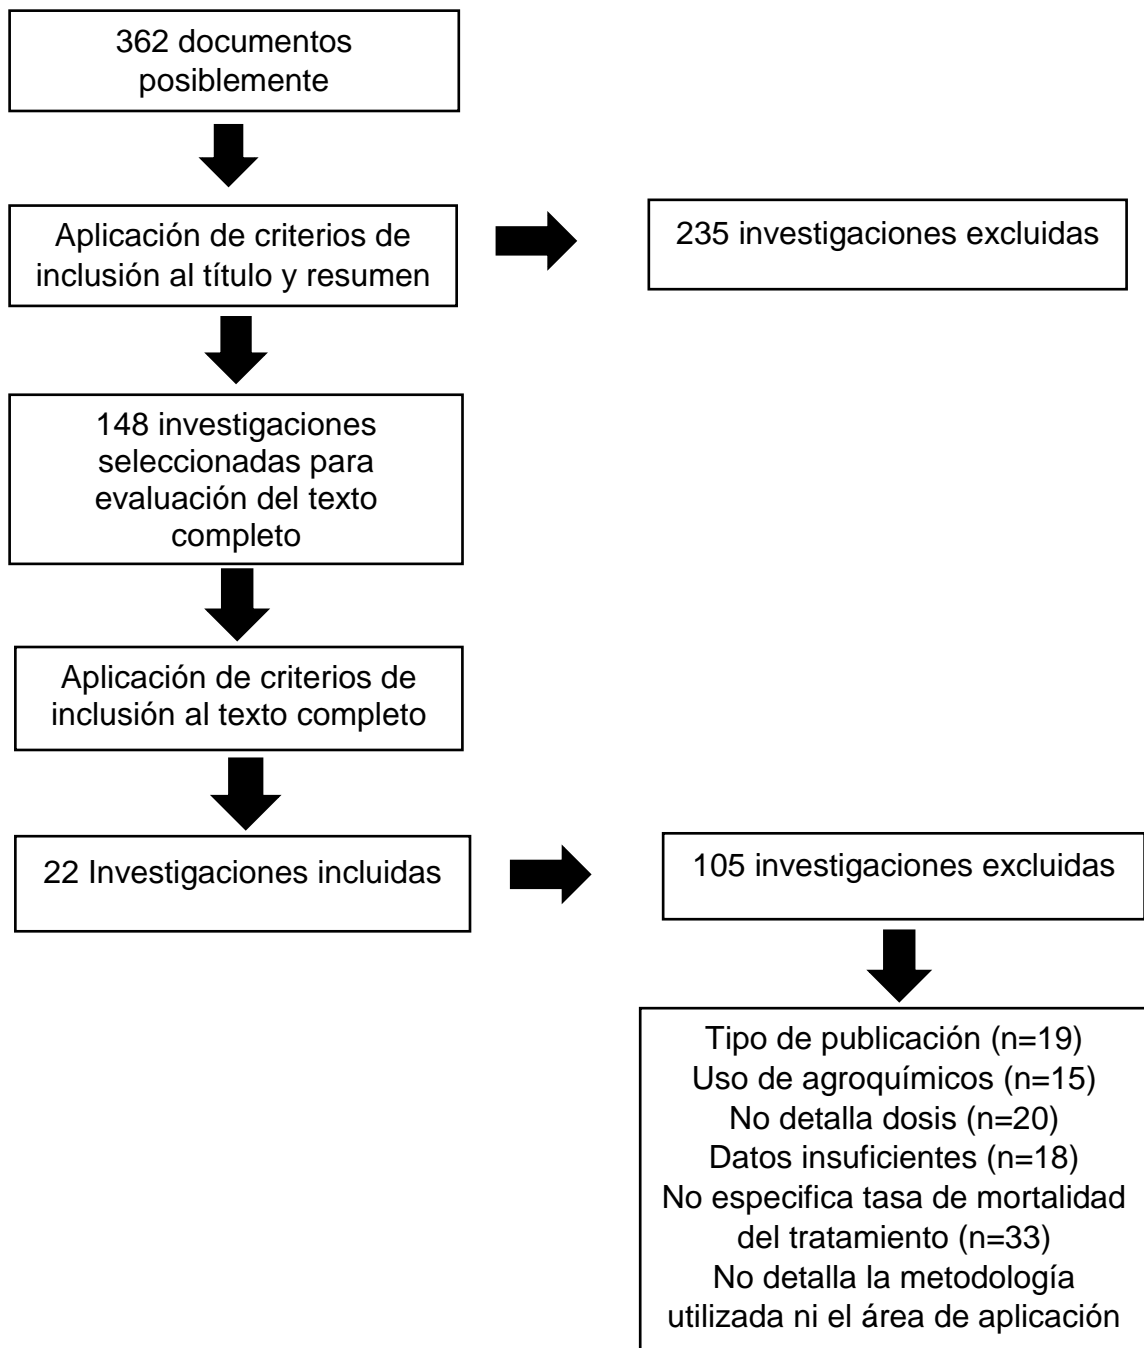 362 documentos
posiblemente
Aplicación de criterios de
inclusión al título y resumen
235 investigaciones excluidas
148 investigaciones
seleccionadas para
evaluación del texto
completo
Aplicación de criterios de
inclusión al texto completo
22 Investigaciones incluidas
105 investigaciones excluidas
Tipo de publicación (n=19)
Uso de agroquímicos (n=15)
No detalla dosis (n=20)
Datos insuficientes (n=18)
No especifica tasa de mortalidad
del tratamiento (n=33)
No detalla la metodología
utilizada ni el área de aplicación